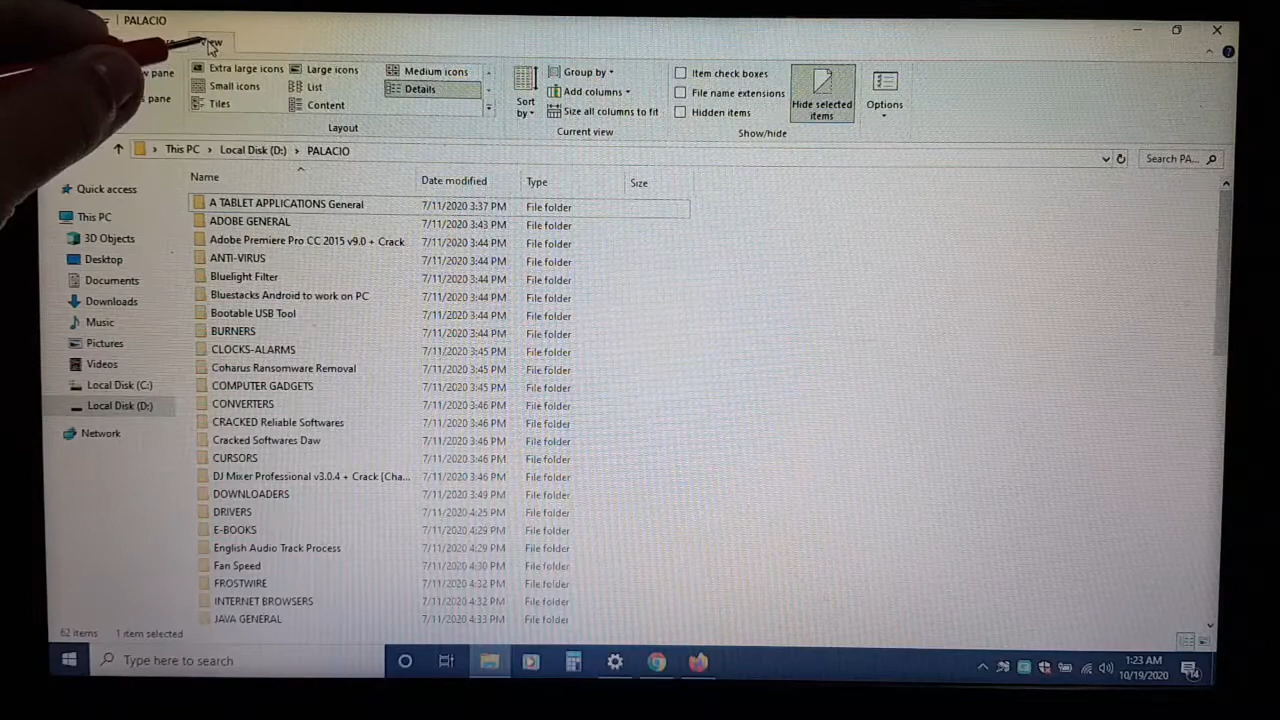 PALACIO
w pane
Extra large icons
Large icons
Medium icons
Small icons
List
Details
s pane
Tiles
Content
Layout
Sort by
Group by
Add columns
Size all columns to fit
Current view
Item check boxes
File name extensions
Hidden items
Hide selected items
Show/hide
Options
This PC > Local Disk (D:) > PALACIO
Search PA...
Name Date modified Type Size
Quick access
This PC
3D Objects
Desktop
Documents
Downloads
Music
Pictures
Videos
Local Disk (C:)
Local Disk (D:)
Network
A TABLET APPLICATIONS General 7/11/2020 3:37 PM File folder
ADOBE GENERAL 7/11/2020 3:43 PM File folder
Adobe Premiere Pro CC 2015 v9.0 + Crack 7/11/2020 3:44 PM File folder
ANTI-VIRUS 7/11/2020 3:44 PM File folder
Bluelight Filter 7/11/2020 3:44 PM File folder
Bluestacks Android to work on PC 7/11/2020 3:44 PM File folder
Bootable USB Tool 7/11/2020 3:44 PM File folder
BURNERS 7/11/2020 3:44 PM File folder
CLOCKS-ALARMS 7/11/2020 3:45 PM File folder
Coharus Ransomware Removal 7/11/2020 3:45 PM File folder
COMPUTER GADGETS 7/11/2020 3:46 PM File folder
CONVERTERS 7/11/2020 3:46 PM File folder
CRACKED Reliable Softwares 7/11/2020 3:46 PM File folder
Cracked Softwares Daw 7/11/2020 3:46 PM File folder
CURSORS 7/11/2020 3:46 PM File folder
DJ Mixer Professional v3.0.4 + Crack [Cha... 7/11/2020 3:46 PM File folder
DOWNLOADERS 7/11/2020 3:49 PM File folder
DRIVERS 7/11/2020 4:25 PM File folder
E-BOOKS 7/11/2020 4:29 PM File folder
English Audio Track Process 7/11/2020 4:29 PM File folder
Fan Speed 7/11/2020 4:30 PM File folder
FROSTWIRE 7/11/2020 4:32 PM File folder
INTERNET BROWSERS 7/11/2020 4:32 PM File folder
JAVA GENERAL 7/11/2020 4:33 PM File folder
62 items 1 item selected
Type here to search
1:23 AM
10/19/2020
14